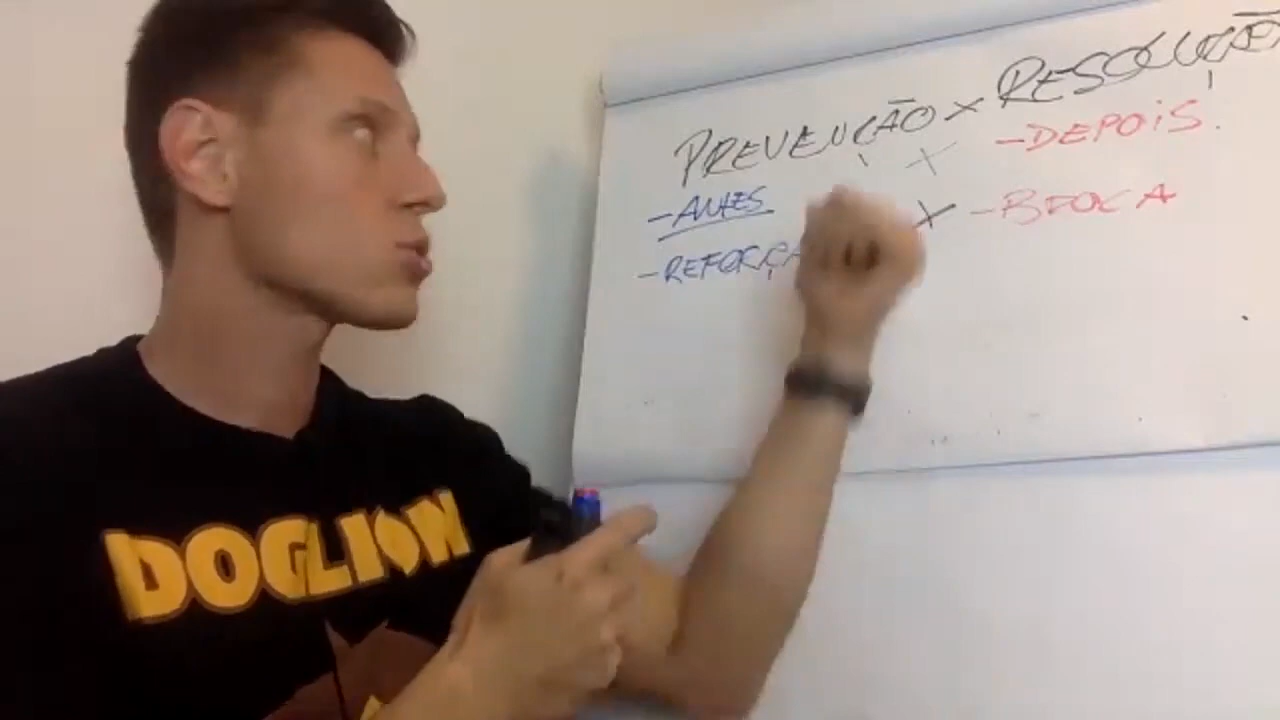 PREVENÇÃO × RESOLUÇÃO
× - DEPOIS.
- ANTES
× - BRONCA
- REFORÇA
DOGLION